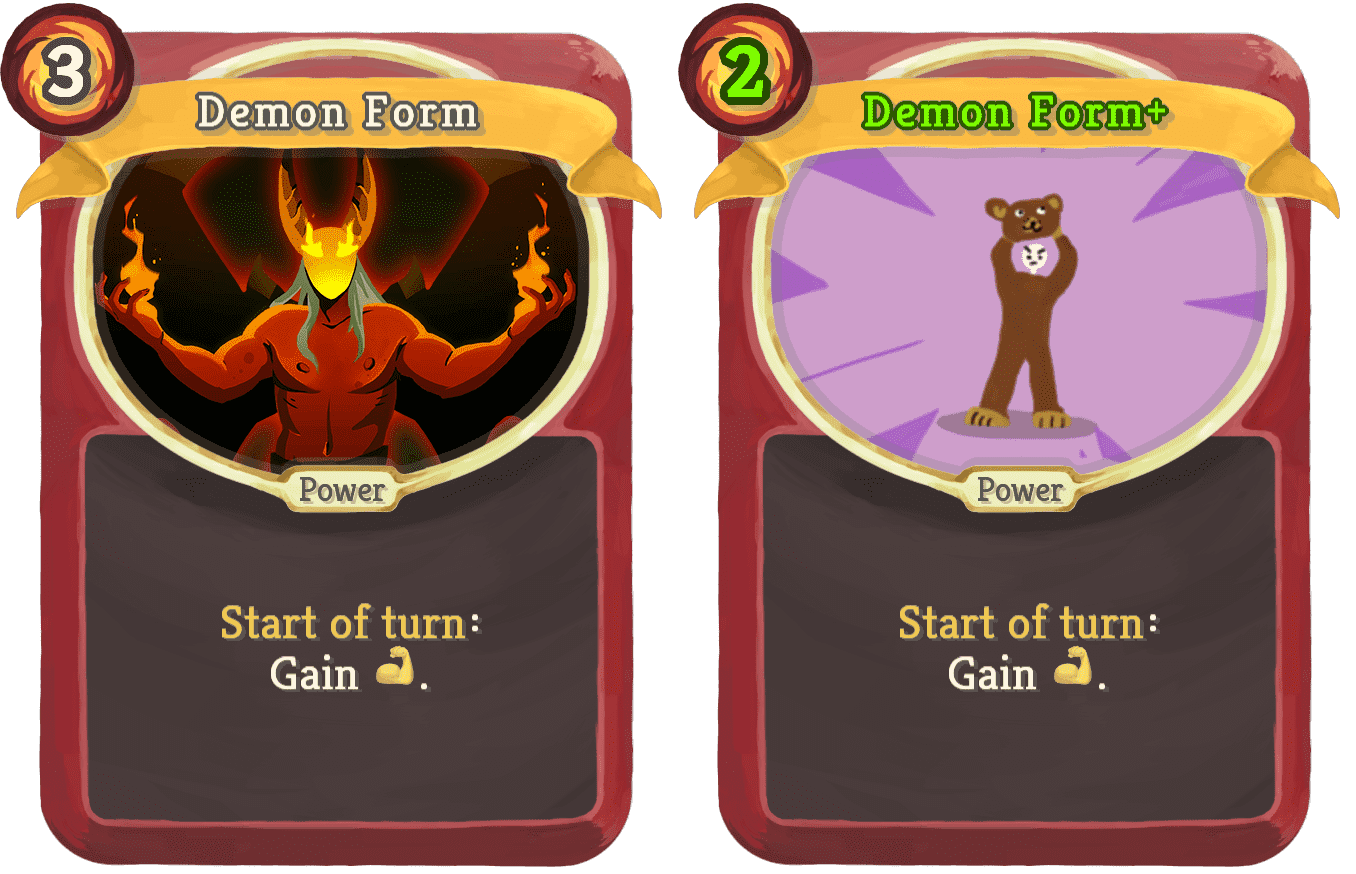 3
Demon Form
Power
Start of turn:
Gain 💪.
2
Demon Form+
Power
Start of turn:
Gain 💪.